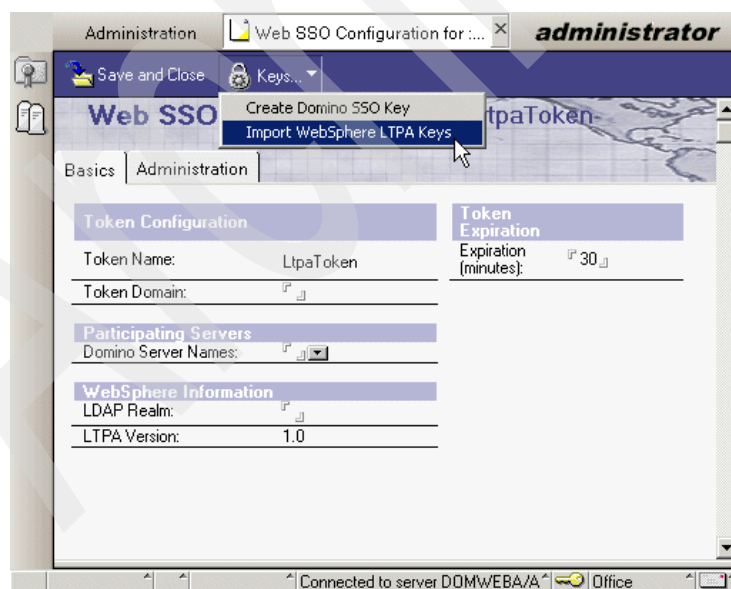 Administration
Web SSO Configuration for :...
administrator
Save and Close
Keys...
Create Domino SSO Key
Import WebSphere LTPA Keys
Web SSO
LtpaToken
Basics
Administration
Token Configuration
Token Name: LtpaToken
Token Domain:
Participating Servers
Domino Server Names:
WebSphere Information
LDAP Realm:
LTPA Version: 1.0
Token
Expiration
Expiration
(minutes): 30
Connected to server DOMWEBA/A
Office